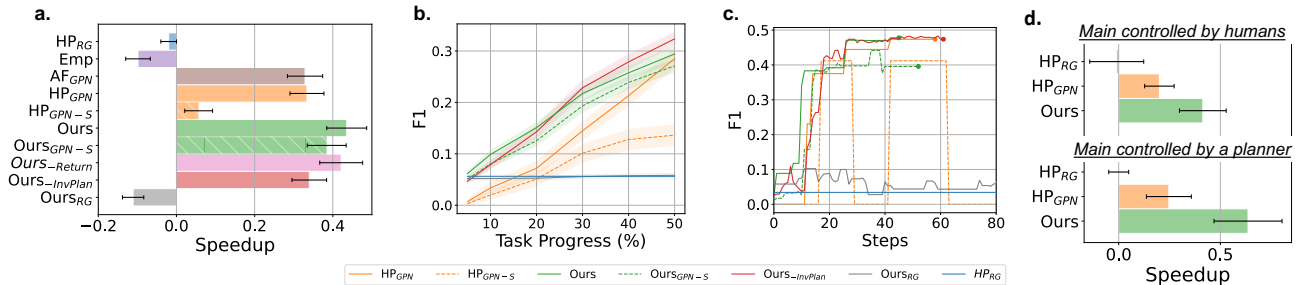 a.
HP_RG
Emp
AF_GPN
HP_GPN
HP_GPN-S
Ours
Ours_GPN-S
Ours_-Return
Ours_-InvPlan
Ours_RG
−0.2 0.0 0.2 0.4
Speedup
b.
F1
0.3
0.2
0.1
0.0
10 20 30 40 50
Task Progress (%)
c.
F1
0.5
0.4
0.3
0.2
0.1
0.0
0 20 40 60 80
Steps
d.
Main controlled by humans
HP_RG
HP_GPN
Ours
Main controlled by a planner
HP_RG
HP_GPN
Ours
0.0 0.5
Speedup
HP_GPN HP_GPN-S Ours Ours_GPN-S Ours_-InvPlan Ours_RG HP_RG